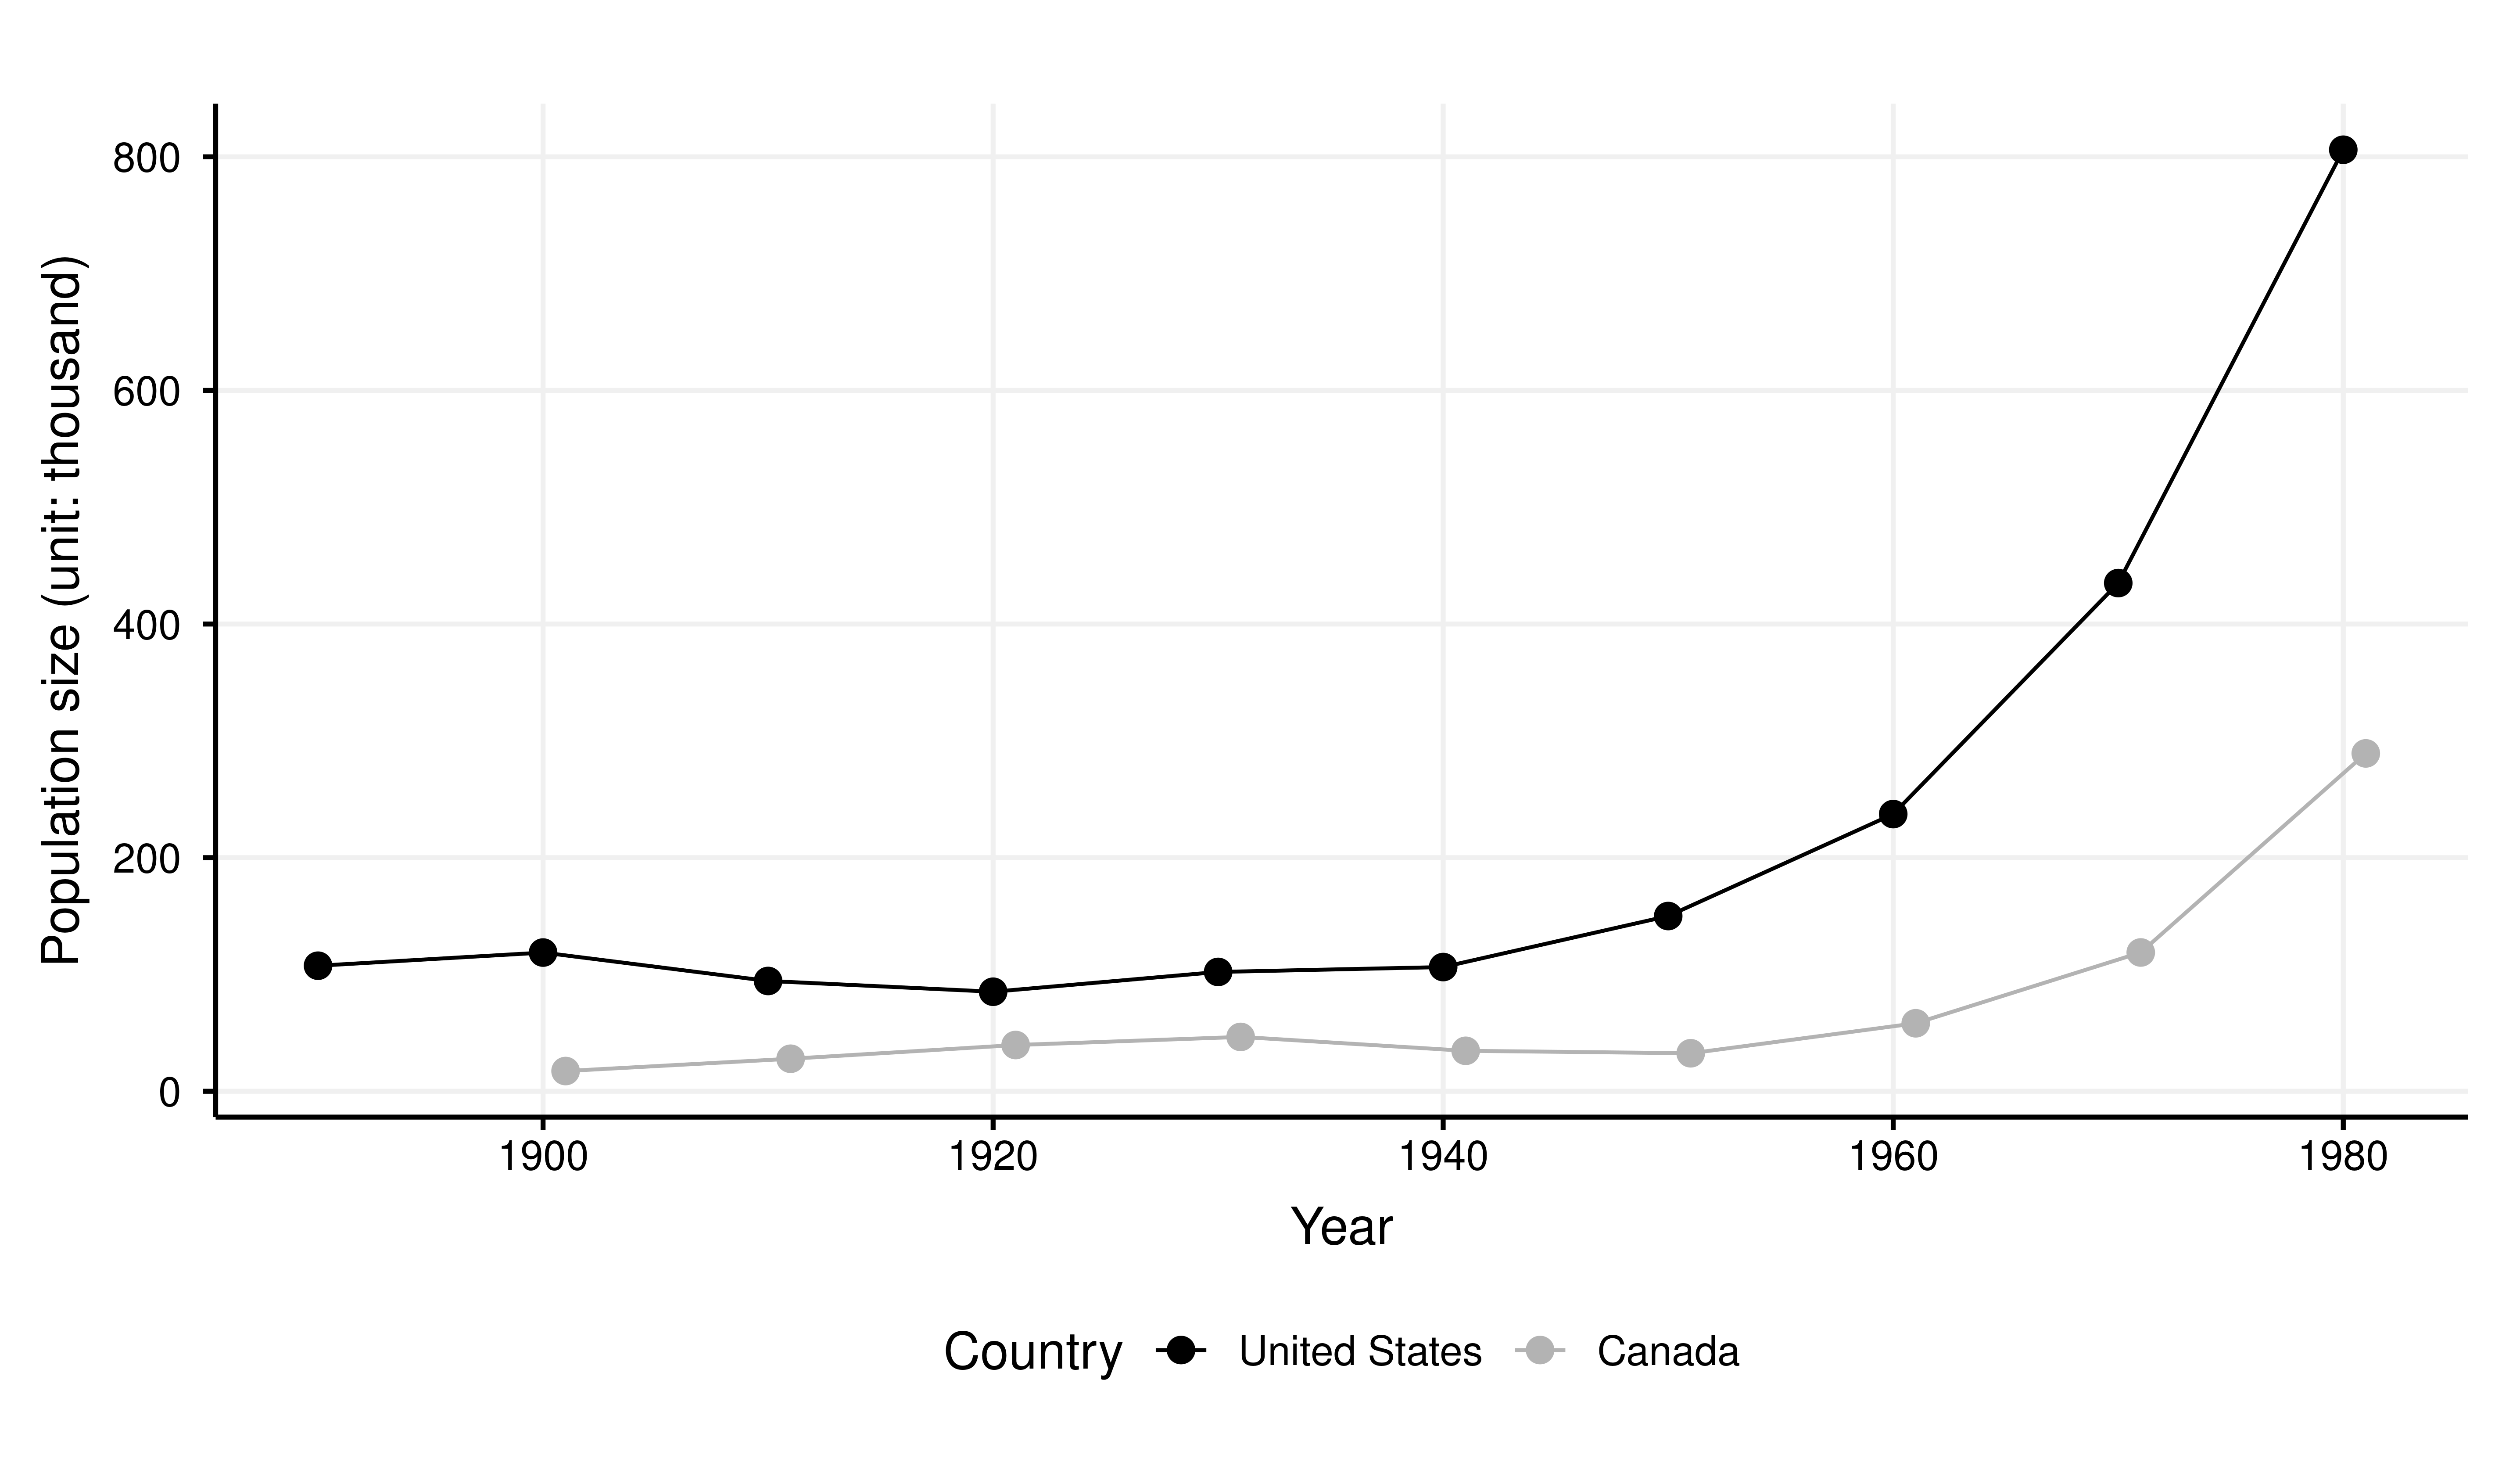 Population size (unit: thousand)
800
600
400
200
0
1900 1920 1940 1960 1980
Year
Country United States Canada